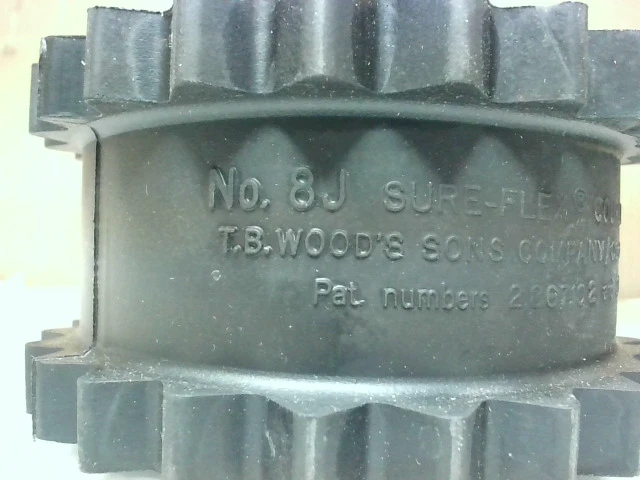 No. 8J SURE-FLEX®
T.B. WOOD'S SONS COMPANY
Pat. numbers